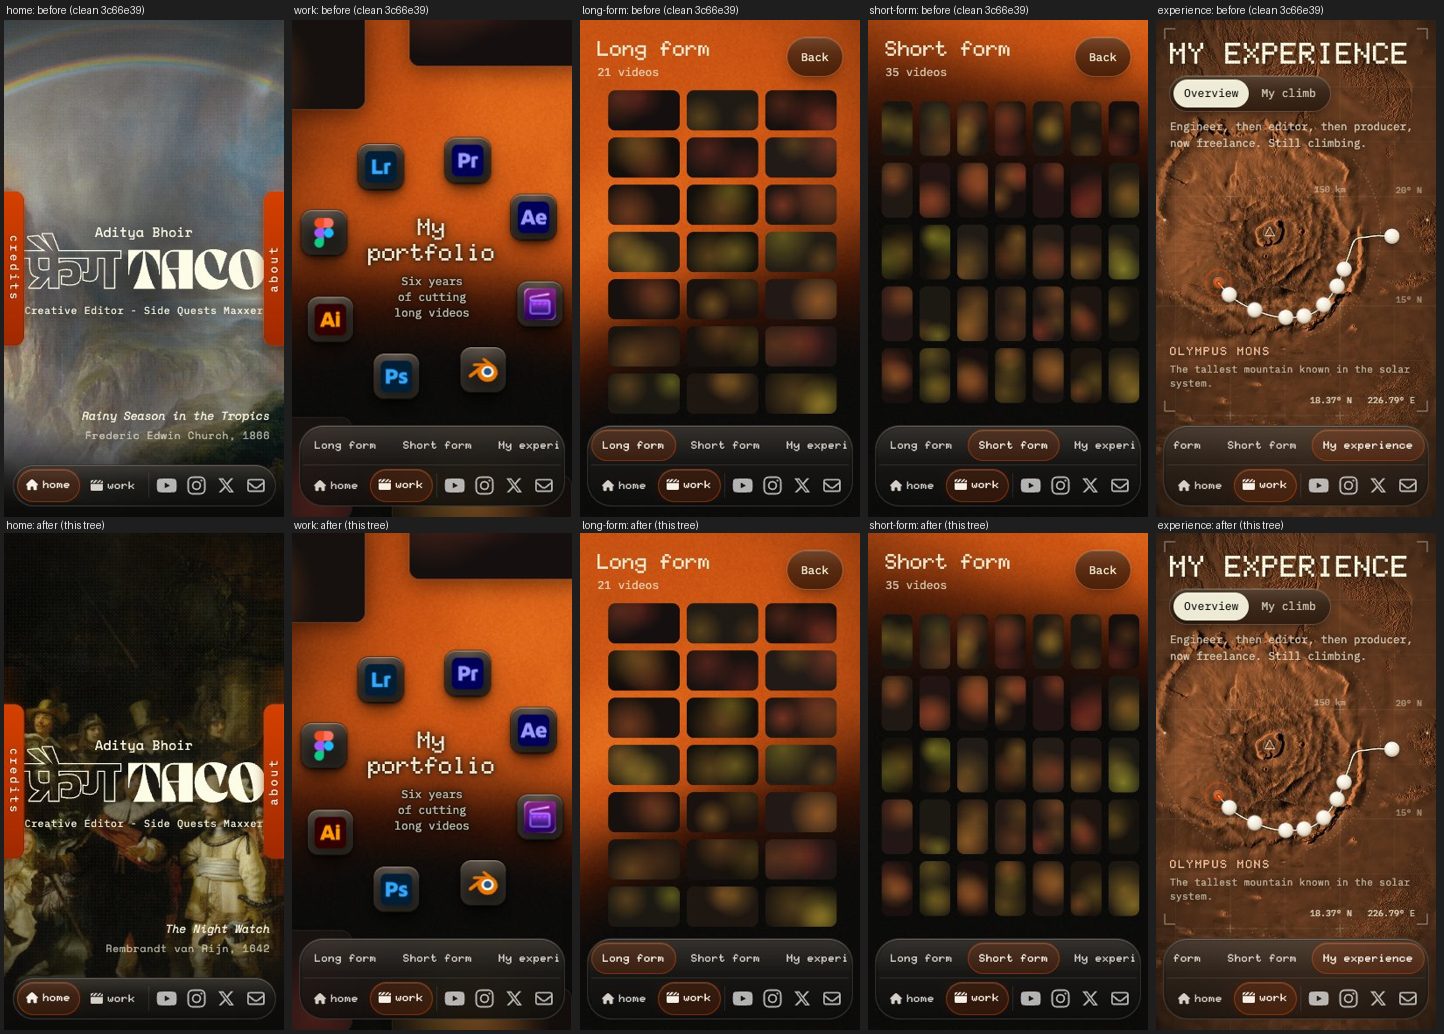 home: before (clean 3c66e39)
Aditya Bhoir
TACO
Creative Editor - Side Quests Maxxer
credits
about
Rainy Season in the Tropics
Frederic Edwin Church, 1866
home
work
work: before (clean 3c66e39)
Lr
Pr
Ae
Ai
Ps
My
portfolio
Six years
of cutting
long videos
Long form
Short form
My experi
home
work
long-form: before (clean 3c66e39)
Long form
21 videos
Back
Long form
Short form
My experi
home
work
short-form: before (clean 3c66e39)
Short form
35 videos
Back
Long form
Short form
My experi
home
work
experience: before (clean 3c66e39)
MY EXPERIENCE
Overview
My climb
Engineer, then editor, then producer,
now freelance. Still climbing.
150 km
20° N
15° N
OLYMPUS MONS
The tallest mountain known in the solar
system.
18.37° N 226.79° E
form
Short form
My experience
home
work
home: after (this tree)
Aditya Bhoir
TACO
Creative Editor - Side Quests Maxxer
credits
about
The Night Watch
Rembrandt van Rijn, 1642
home
work
work: after (this tree)
Lr
Pr
Ae
Ai
Ps
My
portfolio
Six years
of cutting
long videos
Long form
Short form
My experi
home
work
long-form: after (this tree)
Long form
21 videos
Back
Long form
Short form
My experi
home
work
short-form: after (this tree)
Short form
35 videos
Back
Long form
Short form
My experi
home
work
experience: after (this tree)
MY EXPERIENCE
Overview
My climb
Engineer, then editor, then producer,
now freelance. Still climbing.
150 km
20° N
15° N
OLYMPUS MONS
The tallest mountain known in the solar
system.
18.37° N 226.79° E
form
Short form
My experience
home
work